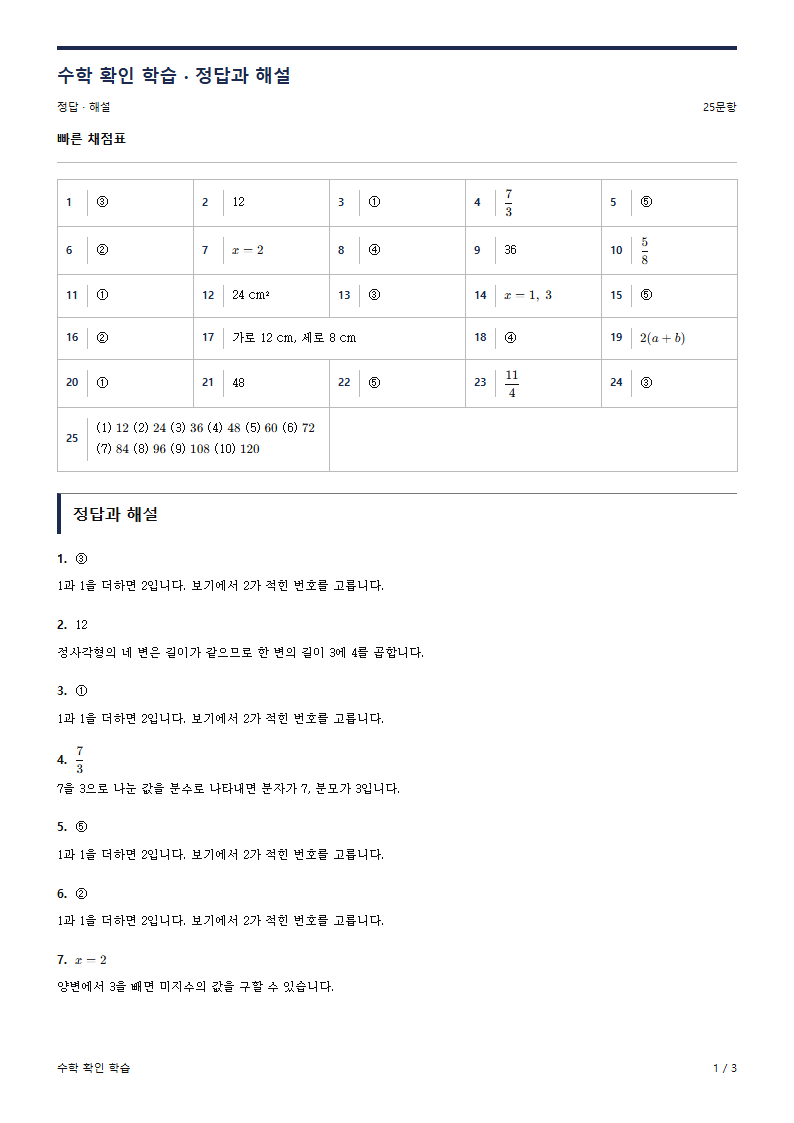 수학 확인 학습 · 정답과 해설
정답 · 해설 25문항
빠른 채점표
1 ③ 2 12 3 ① 4 7/3 5 ⑤
6 ② 7 x = 2 8 ④ 9 36 10 5/8
11 ① 12 24 cm² 13 ③ 14 x = 1, 3 15 ⑤
16 ② 17 가로 12 cm, 세로 8 cm 18 ④ 19 2(a + b)
20 ① 21 48 22 ⑤ 23 11/4 24 ③
25 (1) 12 (2) 24 (3) 36 (4) 48 (5) 60 (6) 72
(7) 84 (8) 96 (9) 108 (10) 120
정답과 해설
1. ③
1과 1을 더하면 2입니다. 보기에서 2가 적힌 번호를 고릅니다.
2. 12
정사각형의 네 변은 길이가 같으므로 한 변의 길이 3에 4를 곱합니다.
3. ①
1과 1을 더하면 2입니다. 보기에서 2가 적힌 번호를 고릅니다.
4. 7/3
7을 3으로 나눈 값을 분수로 나타내면 분자가 7, 분모가 3입니다.
5. ⑤
1과 1을 더하면 2입니다. 보기에서 2가 적힌 번호를 고릅니다.
6. ②
1과 1을 더하면 2입니다. 보기에서 2가 적힌 번호를 고릅니다.
7. x = 2
양변에서 3을 빼면 미지수의 값을 구할 수 있습니다.
수학 확인 학습 1 / 3